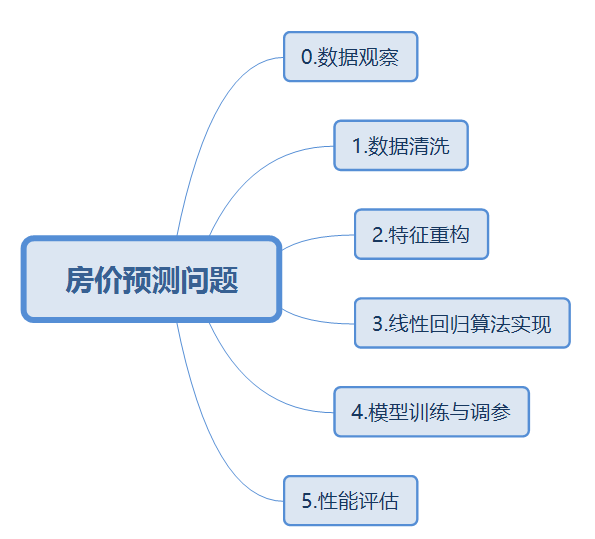 0.数据观察
1.数据清洗
2.特征重构
房价预测问题
3.线性回归算法实现
4.模型训练与调参
5.性能评估